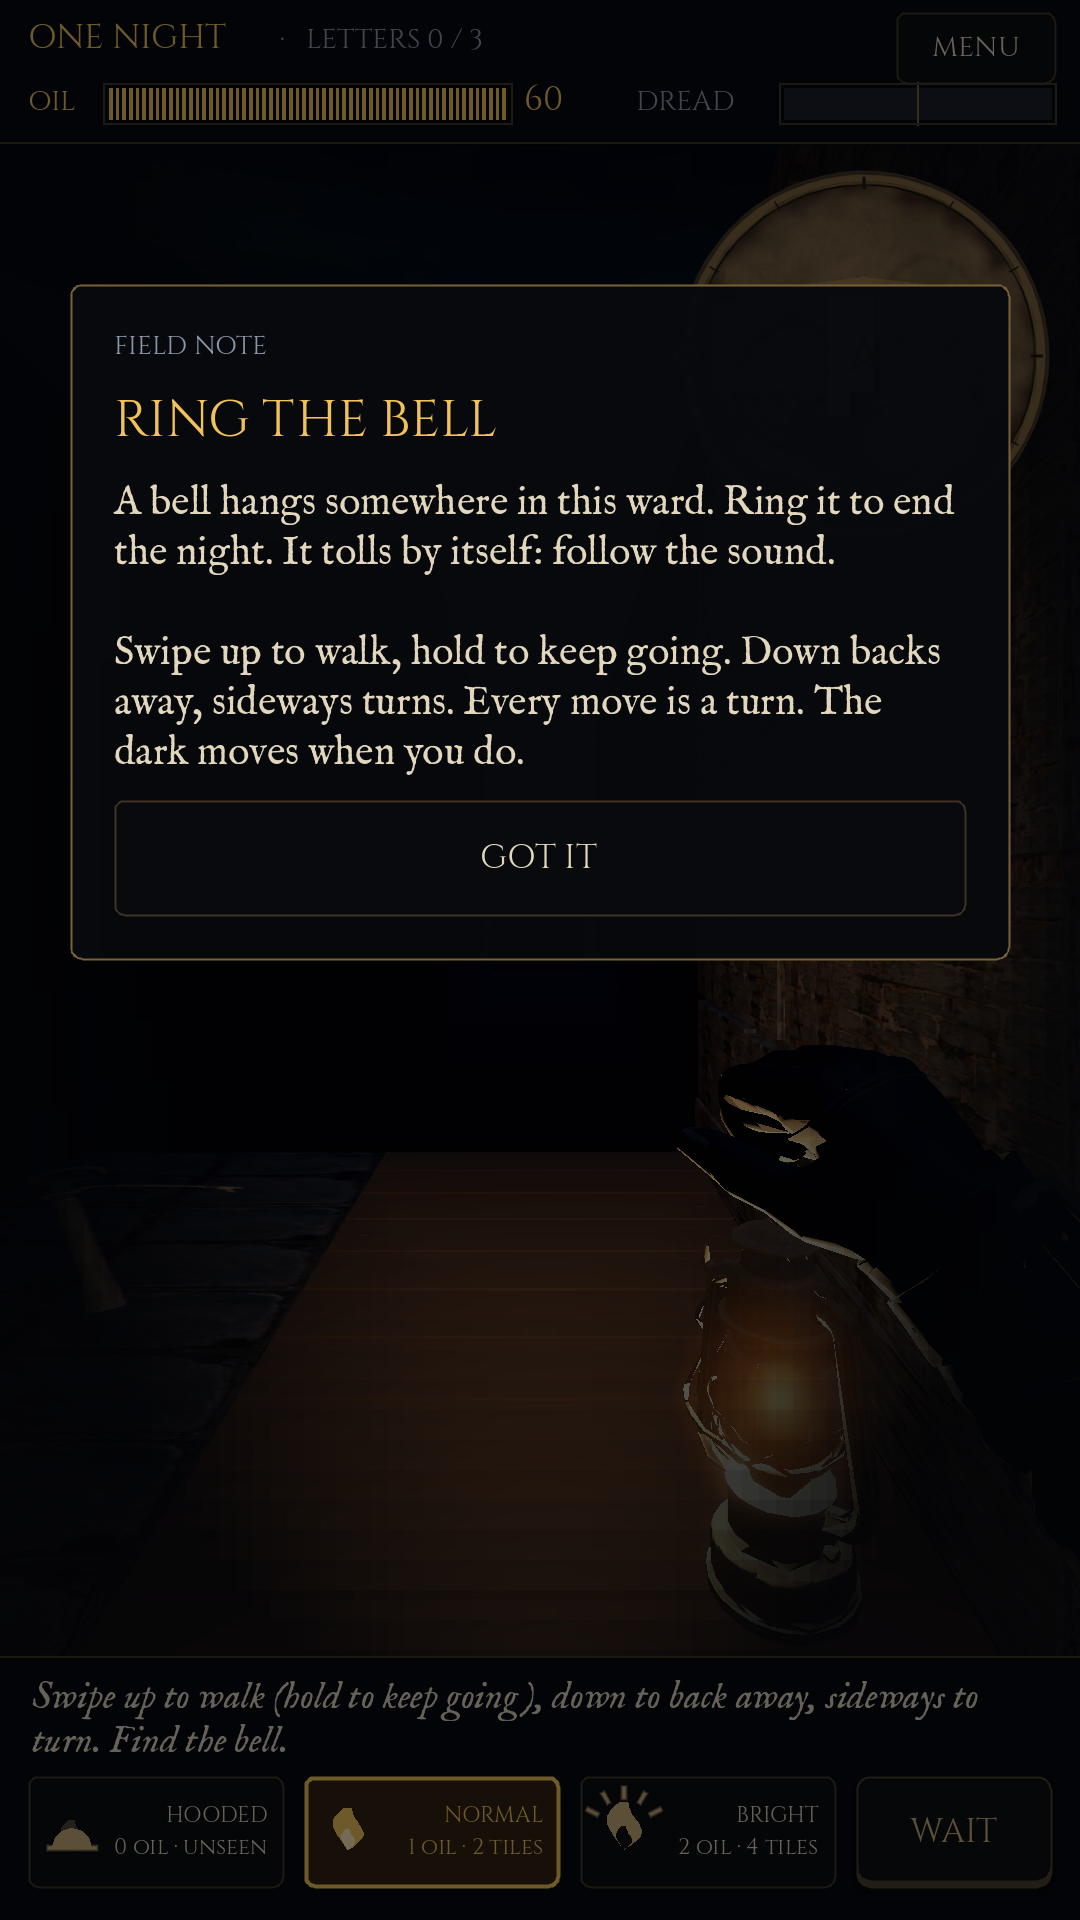 ONE NIGHT · LETTERS 0 / 3
MENU
OIL 60 DREAD
FIELD NOTE
RING THE BELL
A bell hangs somewhere in this ward. Ring it to end
the night. It tolls by itself: follow the sound.
Swipe up to walk, hold to keep going. Down backs
away, sideways turns. Every move is a turn. The
dark moves when you do.
GOT IT
Swipe up to walk (hold to keep going), down to back away, sideways to
turn. Find the bell.
HOODED
0 OIL · UNSEEN
NORMAL
1 OIL · 2 TILES
BRIGHT
2 OIL · 4 TILES
WAIT